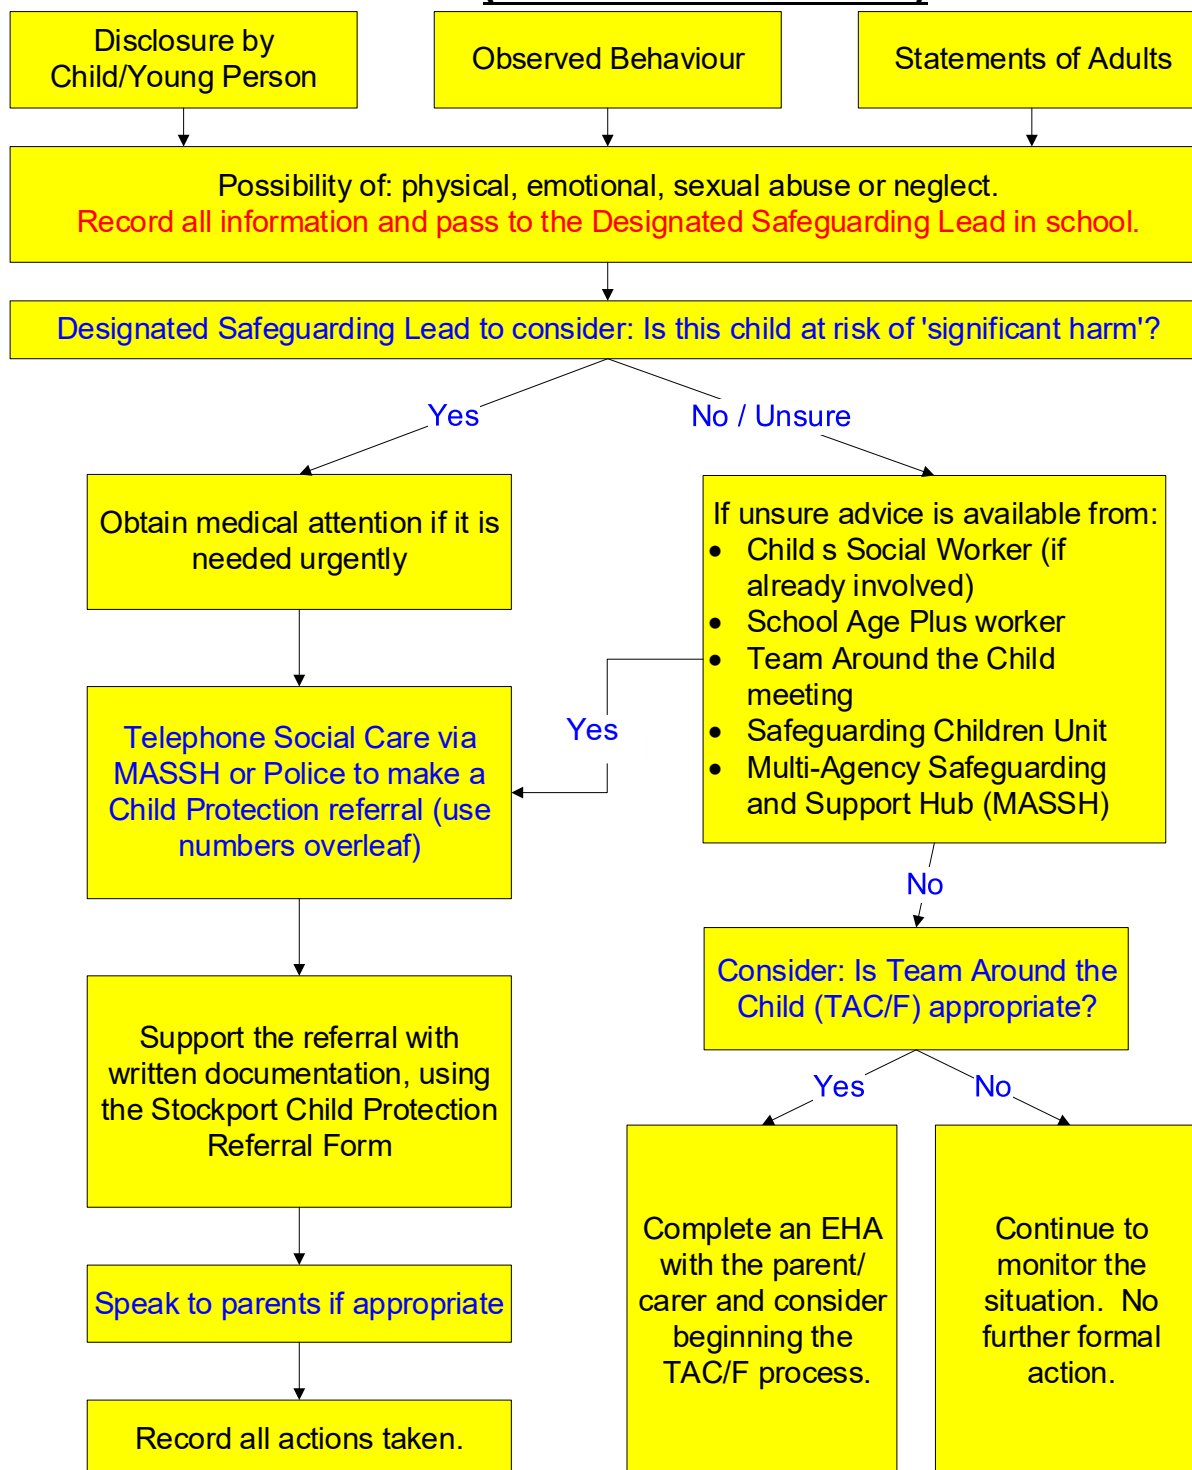 Disclosure by
Child/Young Person
Observed Behaviour
Statements of Adults
Possibility of: physical, emotional, sexual abuse or neglect.
Record all information and pass to the Designated Safeguarding Lead in school.
Designated Safeguarding Lead to consider: Is this child at risk of 'significant harm'?
Yes
No / Unsure
Obtain medical attention if it is
needed urgently
If unsure advice is available from:
• Child s Social Worker (if
already involved)
• School Age Plus worker
• Team Around the Child
meeting
• Safeguarding Children Unit
• Multi-Agency Safeguarding
and Support Hub (MASSH)
Yes
Telephone Social Care via
MASSH or Police to make a
Child Protection referral (use
numbers overleaf)
No
Consider: Is Team Around the
Child (TAC/F) appropriate?
Support the referral with
written documentation, using
the Stockport Child Protection
Referral Form
Yes
No
Complete an EHA
with the parent/
carer and consider
beginning the
TAC/F process.
Continue to
monitor the
situation. No
further formal
action.
Speak to parents if appropriate
Record all actions taken.